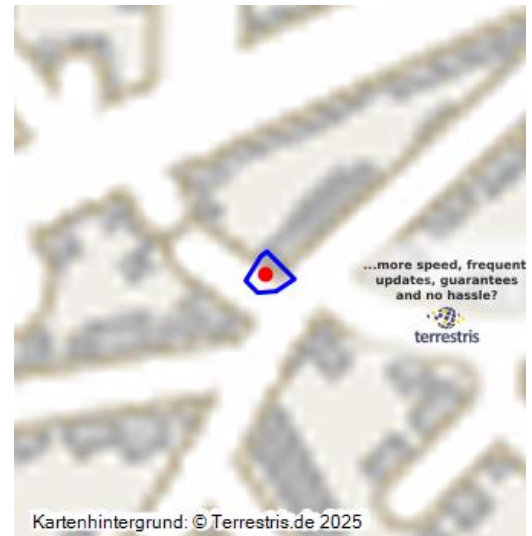 ...more speed, frequent
updates, guarantees
and no hassle?
terrestris
Kartenhintergrund: © Terrestris.de 2025